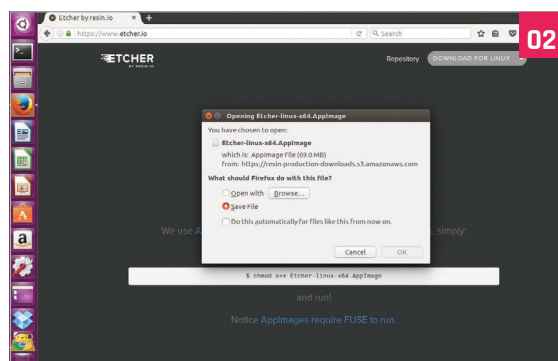 Etcher by resin.io
https://www.etcher.io
Search
02
ETCHER
BY RESIN.IO
Repository
DOWNLOAD FOR LINUX
Opening Etcher-linux-x64.AppImage
You have chosen to open:
Etcher-linux-x64.AppImage
which is: AppImage File (69.0 MB)
from: https://resin-production-downloads.s3.amazonaws.com
What should Firefox do with this file?
Open with Browse...
Save File
Do this automatically for files like this from now on.
Cancel OK
We use A
, simply:
$ chmod a+x Etcher-linux-x64.AppImage
and run!
Notice AppImages require FUSE to run.